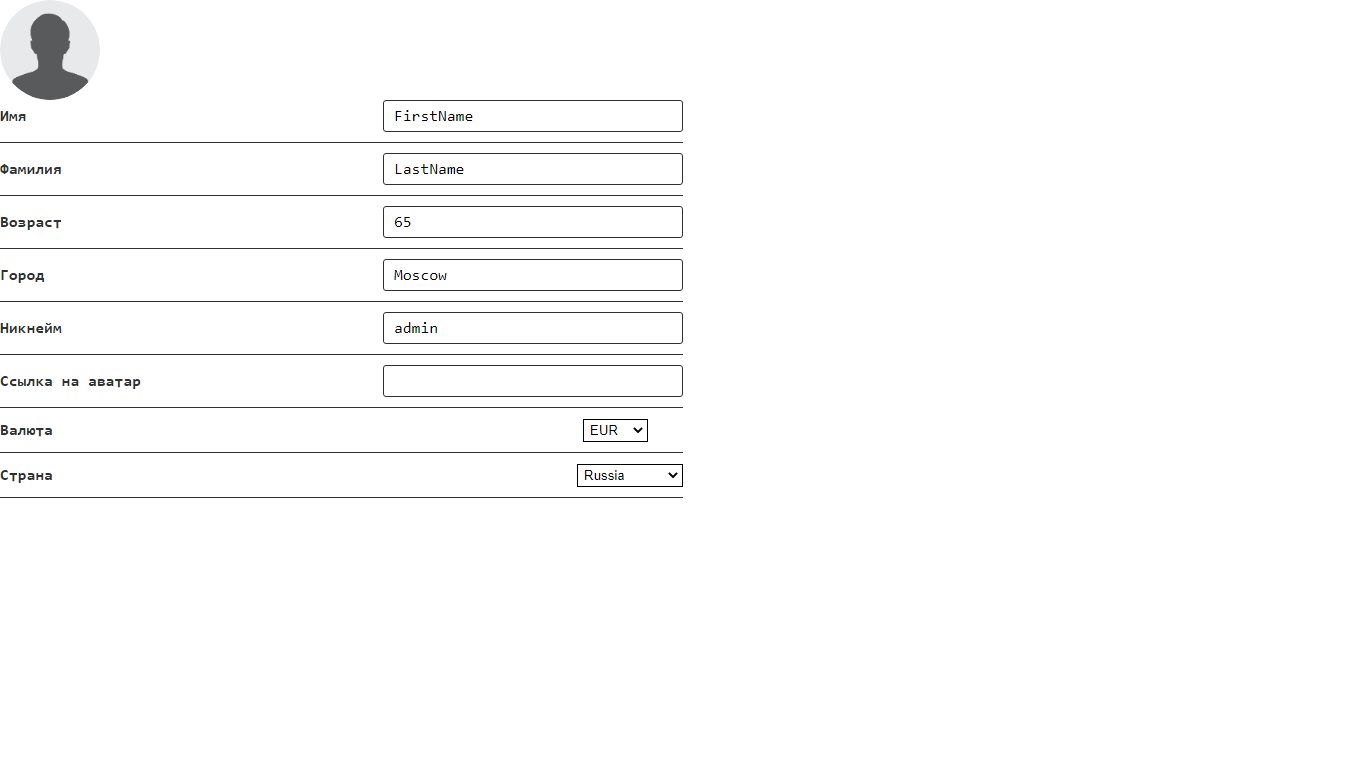 Имя FirstName
Фамилия LastName
Возраст 65
Город Moscow
Никнейм admin
Ссылка на аватар
Валюта EUR
Страна Russia